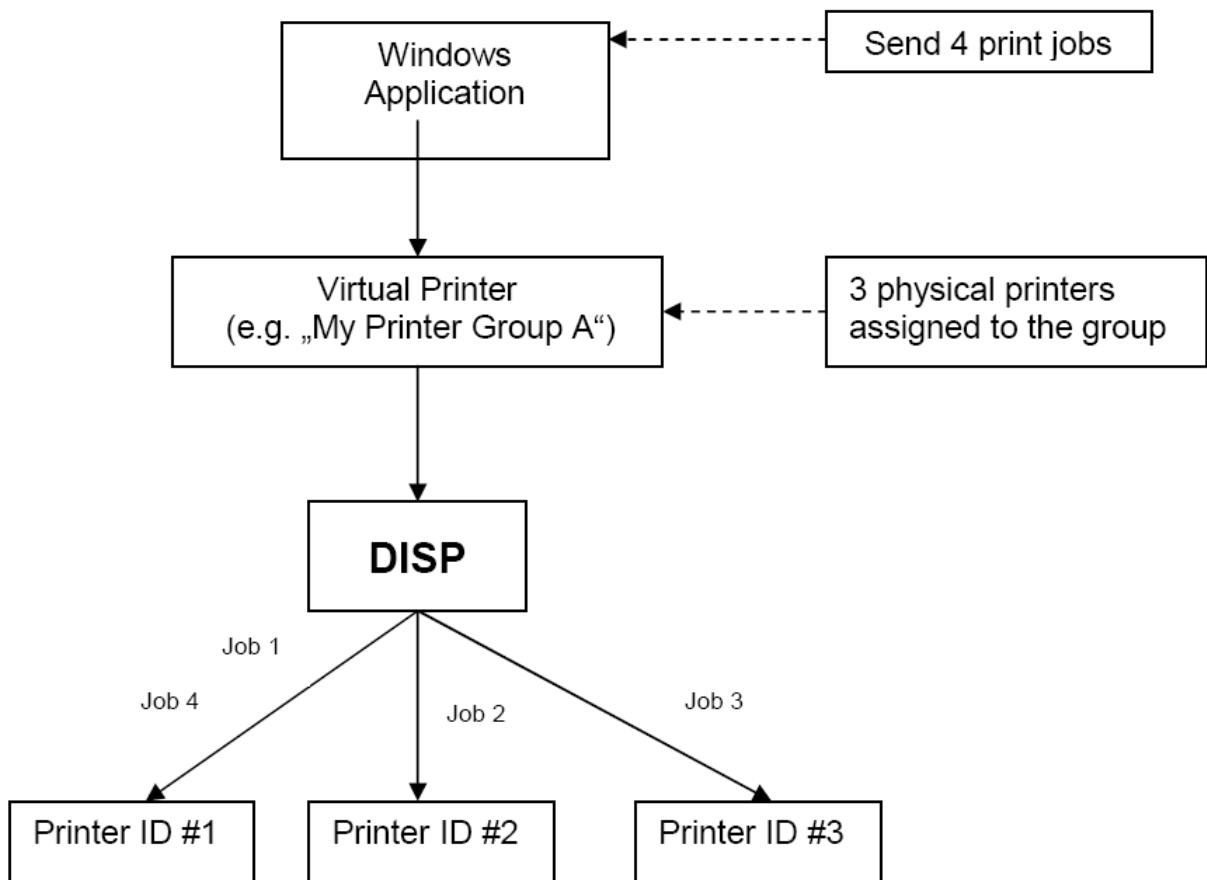 Windows
Application
Send 4 print jobs
Virtual Printer
(e.g. „My Printer Group A“)
3 physical printers
assigned to the group
DISP
Job 1
Job 4
Job 2
Job 3
Printer ID #1
Printer ID #2
Printer ID #3